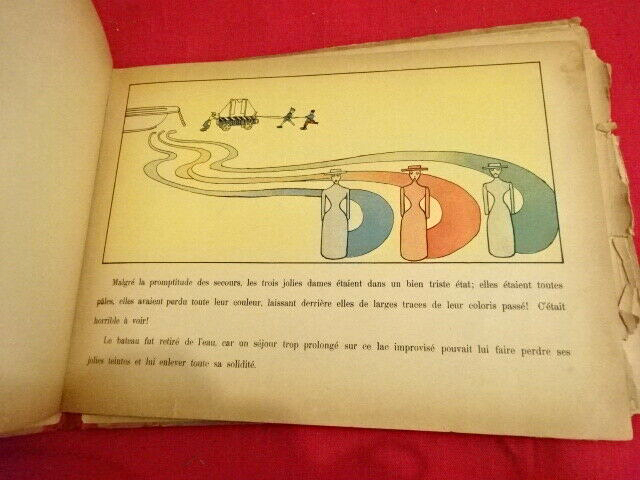 Malgré la promptitude des secours, les trois jolies dames étaient dans un bien triste état; elles étaient toutes
pâles, elles avaient perdu toute leur couleur, laissant derrière elles de larges traces de leur coloris passé! C'était
horrible à voir!
Le bateau fut retiré de l'eau, car un séjour trop prolongé sur ce lac improvisé pouvait lui faire perdre ses
jolies teintes et lui enlever toute sa solidité.